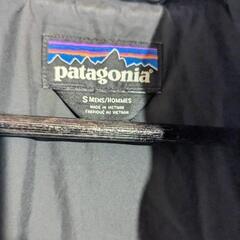 patagonia
S MENS/HOMMES
MADE IN VIETNAM
FABRIQUÉ AU VIETNAM